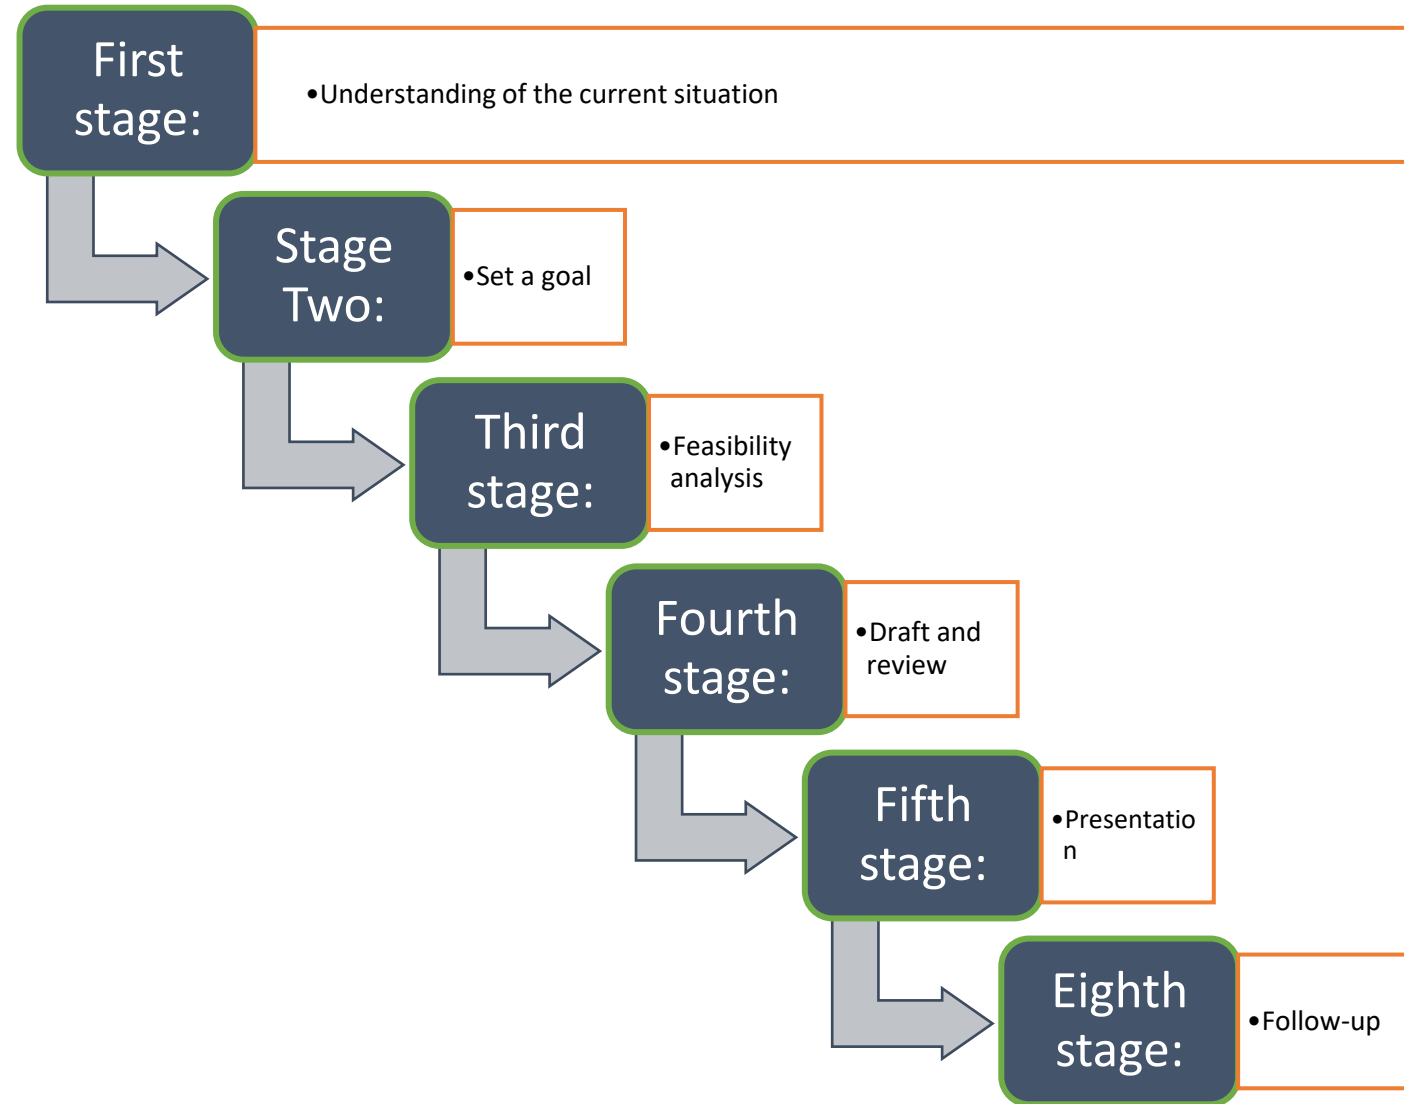 First
stage:
•Understanding of the current situation
Stage
Two:
•Set a goal
Third
stage:
•Feasibility
analysis
Fourth
stage:
•Draft and
review
Fifth
stage:
•Presentatio
n
Eighth
stage:
•Follow-up